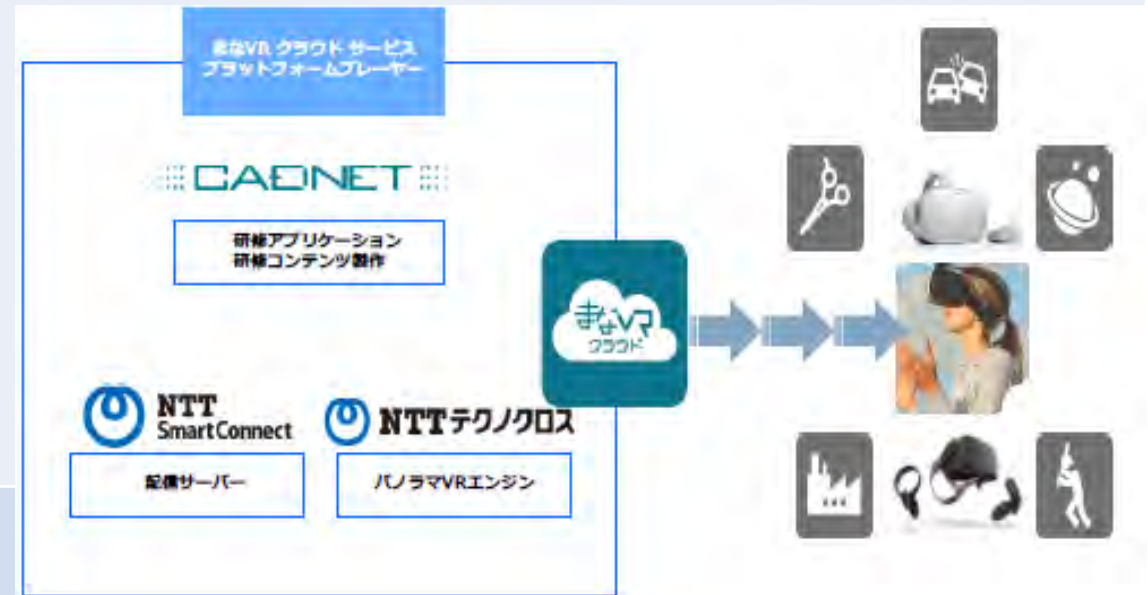 まなVR クラウド サービス
プラットフォームプレーヤー
CADNET
研修アプリケーション
研修コンテンツ製作
まなVR
クラウド
NTT
SmartConnect
NTTテクノクロス
配信サーバー
パノラマVRエンジン